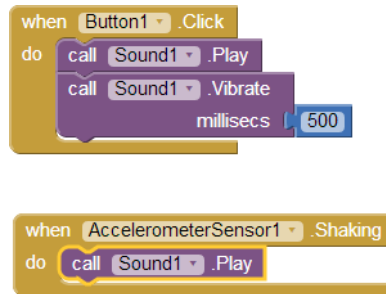 when Button1 .Click
do call Sound1 .Play
call Sound1 .Vibrate
millisecs 500
when AccelerometerSensor1 .Shaking
do call Sound1 .Play